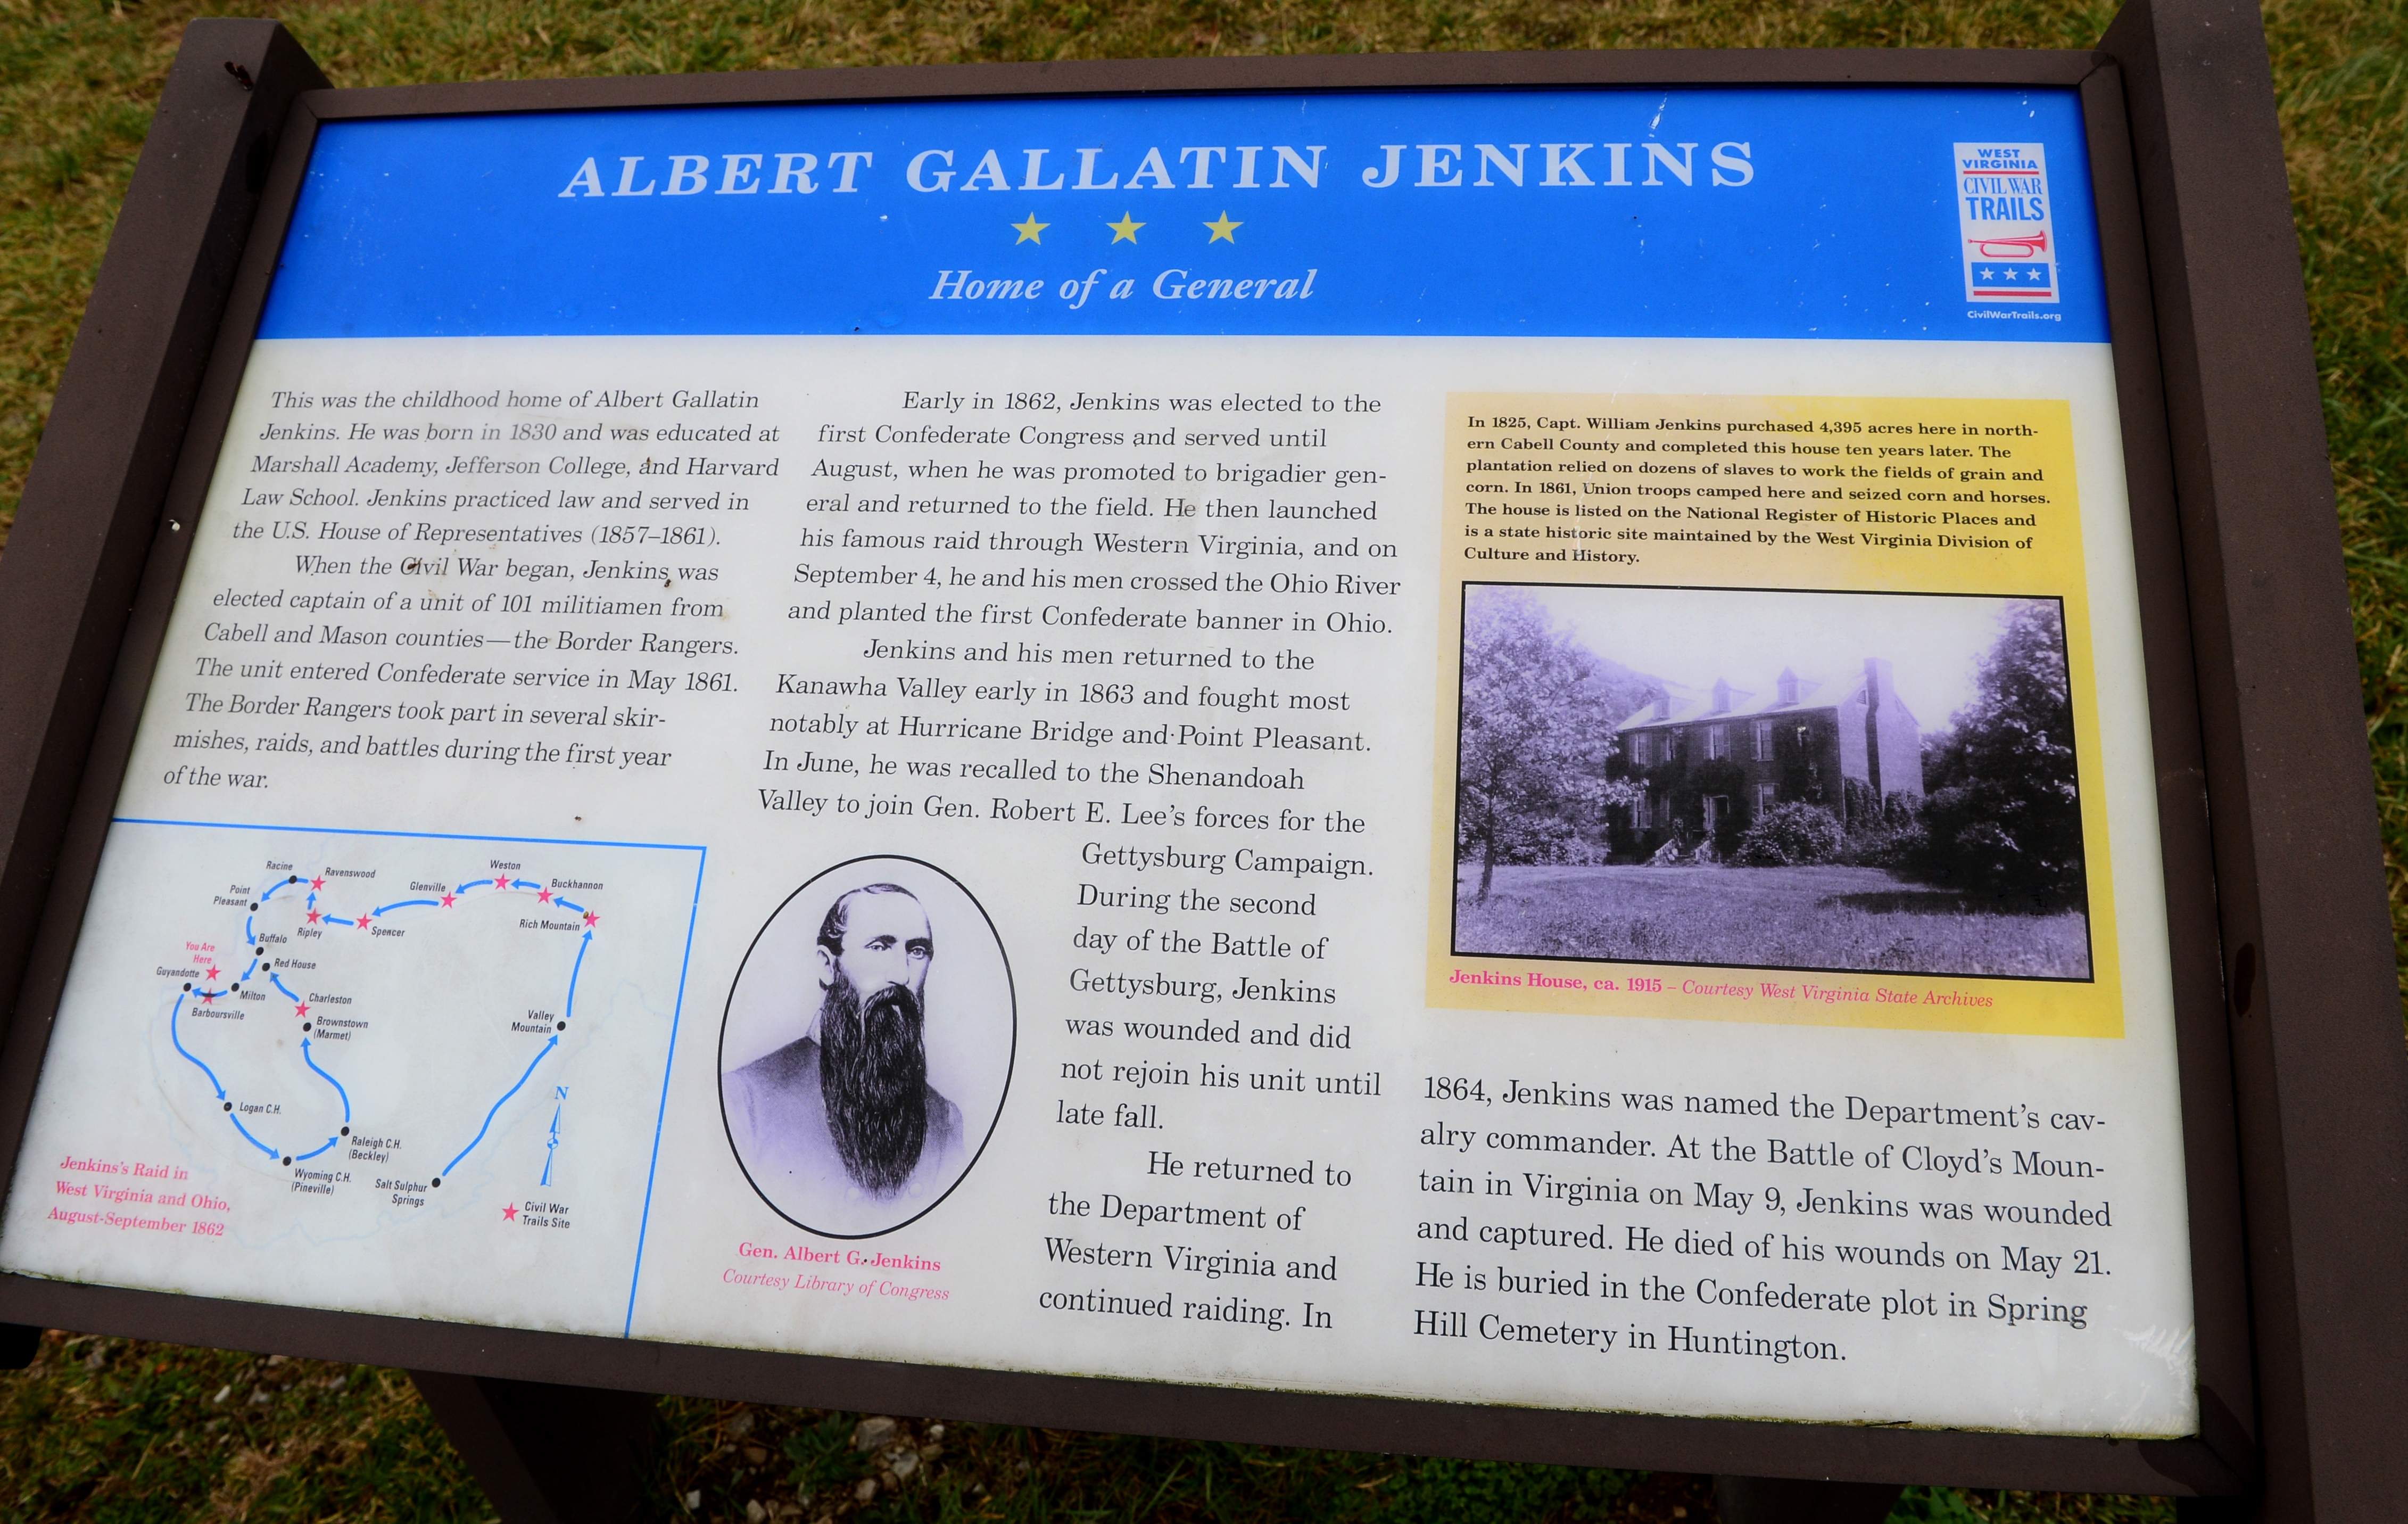 ALBERT GALLATIN JENKINS
Home of a General
WEST
VIRGINIA
CIVIL WAR
TRAILS
CivilWarTrails.org
This was the childhood home of Albert Gallatin
Jenkins. He was born in 1830 and was educated at
Marshall Academy, Jefferson College, and Harvard
Law School. Jenkins practiced law and served in
the U.S. House of Representatives (1857–1861).
When the Civil War began, Jenkins was
elected captain of a unit of 101 militiamen from
Cabell and Mason counties—the Border Rangers.
The unit entered Confederate service in May 1861.
The Border Rangers took part in several skir-
mishes, raids, and battles during the first year
of the war.
Early in 1862, Jenkins was elected to the
first Confederate Congress and served until
August, when he was promoted to brigadier gen-
eral and returned to the field. He then launched
his famous raid through Western Virginia, and on
September 4, he and his men crossed the Ohio River
and planted the first Confederate banner in Ohio.
Jenkins and his men returned to the
Kanawha Valley early in 1863 and fought most
notably at Hurricane Bridge and Point Pleasant.
In June, he was recalled to the Shenandoah
Valley to join Gen. Robert E. Lee's forces for the
Gettysburg Campaign.
During the second
day of the Battle of
Gettysburg, Jenkins
was wounded and did
not rejoin his unit until
late fall.
He returned to
the Department of
Western Virginia and
continued raiding. In
1864, Jenkins was named the Department's cav-
alry commander. At the Battle of Cloyd's Moun-
tain in Virginia on May 9, Jenkins was wounded
and captured. He died of his wounds on May 21.
He is buried in the Confederate plot in Spring
Hill Cemetery in Huntington.
In 1825, Capt. William Jenkins purchased 4,395 acres here in north-
ern Cabell County and completed this house ten years later. The
plantation relied on dozens of slaves to work the fields of grain and
corn. In 1861, Union troops camped here and seized corn and horses.
The house is listed on the National Register of Historic Places and
is a state historic site maintained by the West Virginia Division of
Culture and History.
Jenkins House, ca. 1915 – Courtesy West Virginia State Archives
Gen. Albert G. Jenkins
Courtesy Library of Congress
Racine
Ravenswood
Weston
Glenville
Buckhannon
Point
Pleasant
Rich Mountain
Ripley
Spencer
Buffalo
You Are
Here
Red House
Guyandotte
Milton
Charleston
Barboursville
Brownstown
(Marmet)
Valley
Mountain
N
Logan C.H.
Raleigh C.H.
(Beckley)
Wyoming C.H.
(Pineville)
Salt Sulphur
Springs
Civil War
Trails Site
Jenkins's Raid in
West Virginia and Ohio,
August-September 1862